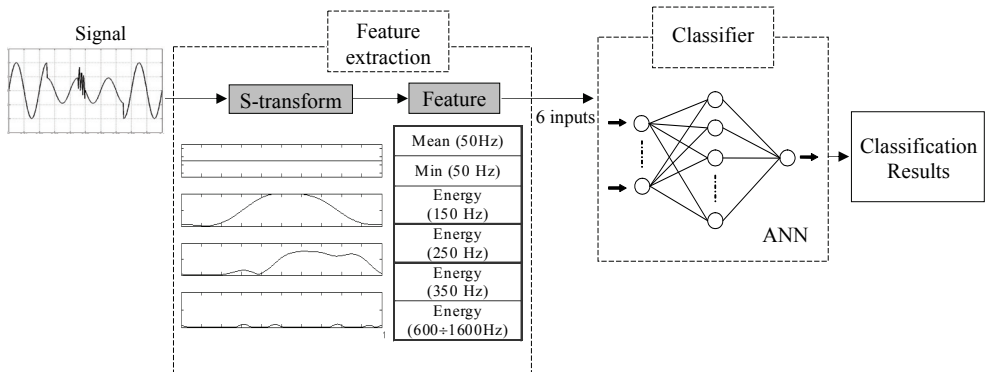 Signal
Feature
extraction
Classifier
S-transform
Feature
6 inputs
Mean (50Hz)
Min (50 Hz)
Energy
(150 Hz)
Energy
(250 Hz)
Energy
(350 Hz)
Energy
(600÷1600Hz)
1
ANN
Classification
Results